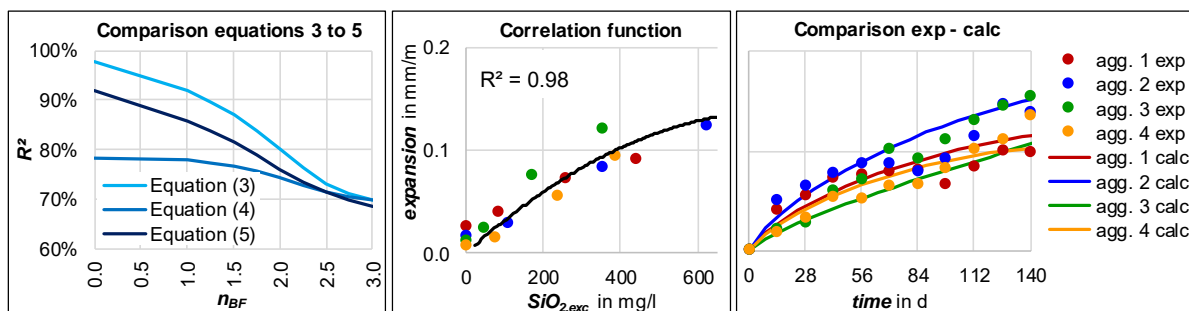 Comparison equations 3 to 5
100%
90%
80%
70%
60%
R²
Equation (3)
Equation (4)
Equation (5)
0.0
0.5
1.0
1.5
2.0
2.5
3.0
nBF
Correlation function
0.2
0.1
0.0
expansion in mm/m
R² = 0.98
0 200 400 600
SiO2,exc in mg/l
Comparison exp - calc
0 28 56 84 112 140
time in d
agg. 1 exp
agg. 2 exp
agg. 3 exp
agg. 4 exp
agg. 1 calc
agg. 2 calc
agg. 3 calc
agg. 4 calc